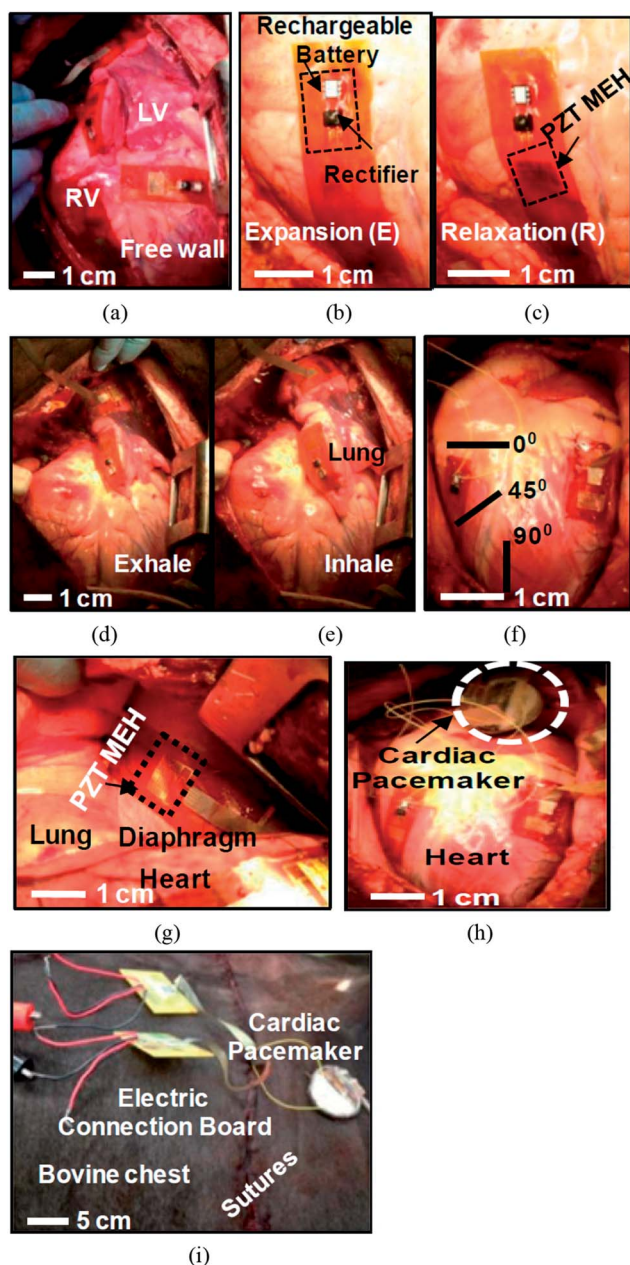 LV
RV
Free wall
1 cm
(a)
Rechargeable
Battery
Rectifier
Expansion (E)
1 cm
(b)
PZT MEH
Relaxation (R)
1 cm
(c)
Exhale
1 cm
(d)
Lung
Inhale
(e)
0⁰
45⁰
90⁰
1 cm
(f)
PZT MEH
Lung
Diaphragm
Heart
1 cm
(g)
Cardiac
Pacemaker
Heart
1 cm
(h)
Cardiac
Pacemaker
Electric
Connection Board
Bovine chest
Sutures
5 cm
(i)